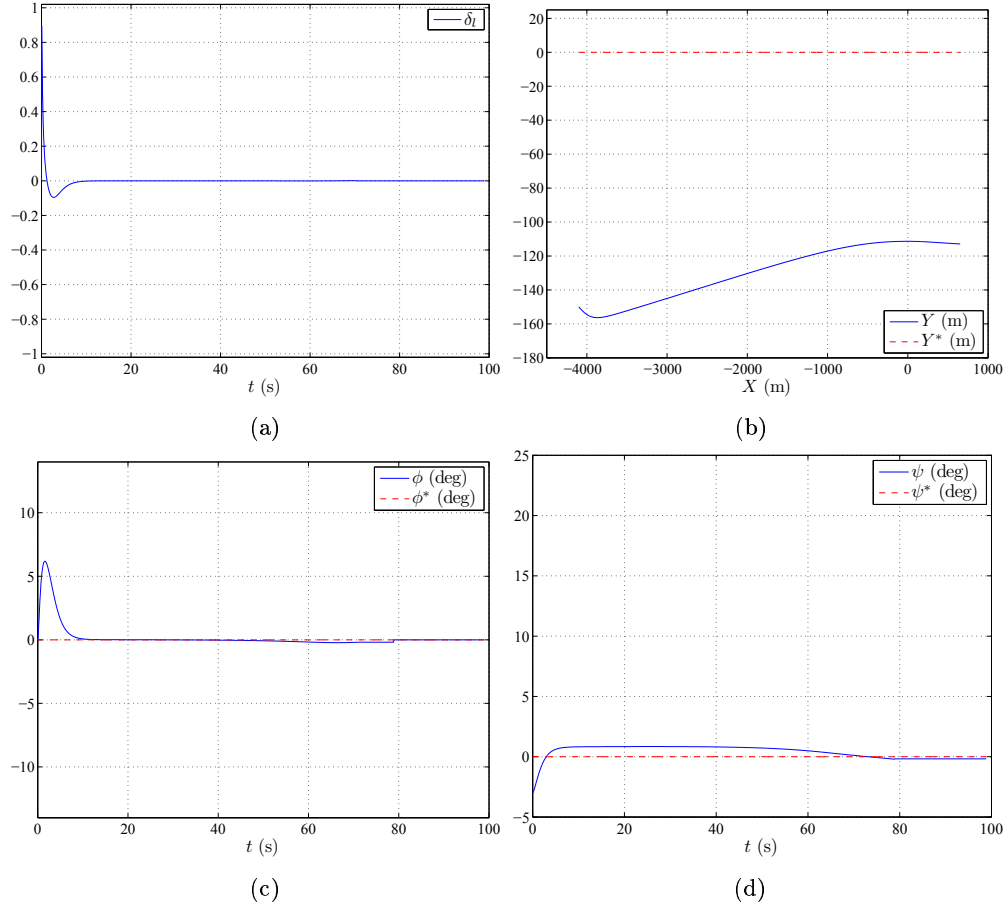 1
0.8
0.6
0.4
0.2
0
−0.2
−0.4
−0.6
−0.8
−1
0 20 40 60 80 100
t (s)
δl
(a)
20
0
−20
−40
−60
−80
−100
−120
−140
−160
−180
−4000 −3000 −2000 −1000 0 1000
X (m)
Y (m)
Y* (m)
(b)
10
5
0
−5
−10
0 20 40 60 80 100
t (s)
ϕ (deg)
ϕ* (deg)
(c)
25
20
15
10
5
0
−5
0 20 40 60 80 100
t (s)
ψ (deg)
ψ* (deg)
(d)